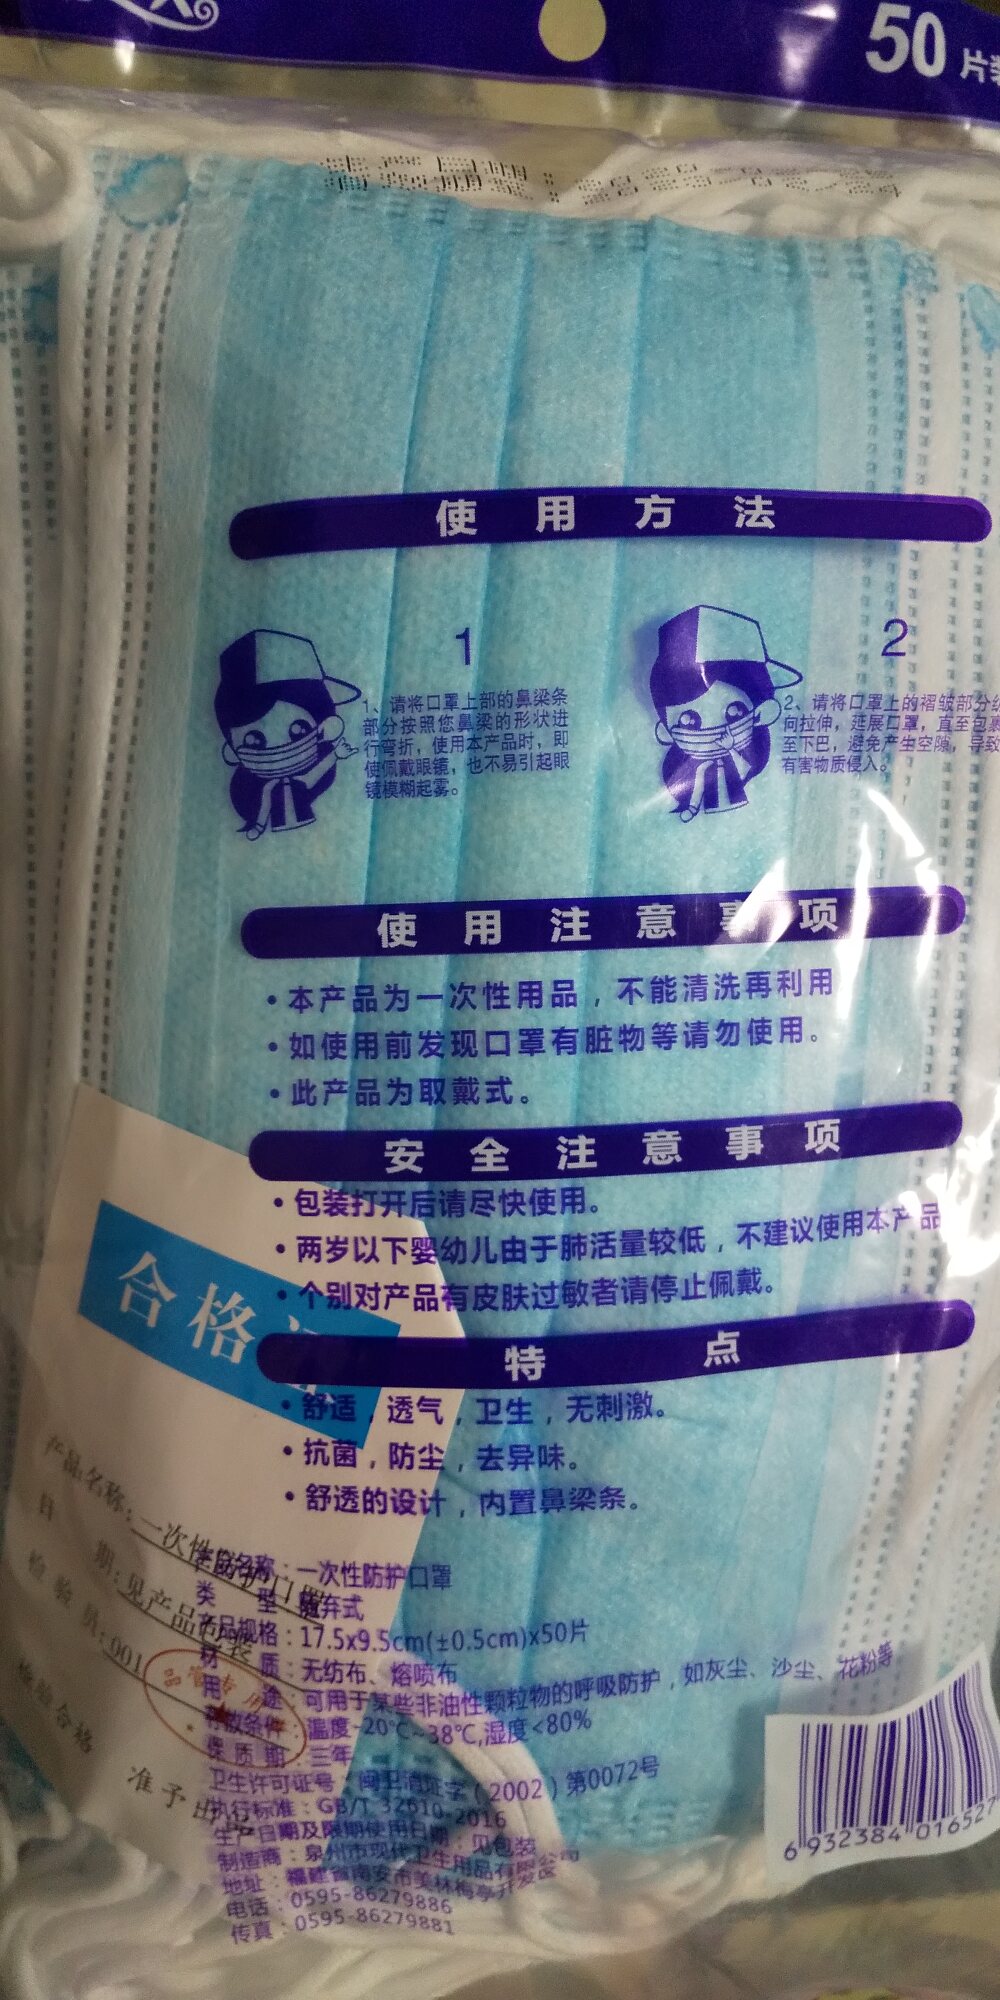 50片装
使用方法
1
1、请将口罩上部的鼻梁条
部分按照您鼻梁的形状进
行弯折，使用本产品时，即
使佩戴眼镜，也不易引起眼
镜模糊起雾。
2
2、请将口罩上的褶皱部分纵
向拉伸，延展口罩，直至包裹
至下巴，避免产生空隙，导致
有害物质侵入。
使用注意事项
•本产品为一次性用品，不能清洗再利用
•如使用前发现口罩有脏物等请勿使用。
•此产品为取戴式。
安全注意事项
•包装打开后请尽快使用。
•两岁以下婴幼儿由于肺活量较低，不建议使用本产品
•个别对产品有皮肤过敏者请停止佩戴。
特点
•舒适，透气，卫生，无刺激。
•抗菌，防尘，去异味。
•舒透的设计，内置鼻梁条。
合格证
产品名称：一次性防护口罩
日期：见产品包装
检验员：001
检验合格
准予出
品管专用
产品名称：一次性防护口罩
类型：随弃式
产品规格：17.5x9.5cm(±0.5cm)x50片
材质：无纺布、熔喷布
用途：可用于某些非油性颗粒物的呼吸防护，如灰尘、沙尘、花粉等
存放条件：温度-20℃~38℃,湿度<80%
保质期：三年
卫生许可证号：闽卫消证字（2002）第0072号
执行标准：GB/T 32610-2016
生产日期及限期使用日期：见包装
制造商：泉州市现代卫生用品有限公司
地址：福建省南安市美林梅亭开发区
电话：0595-86279886
传真：0595-86279881
6 932384 016527